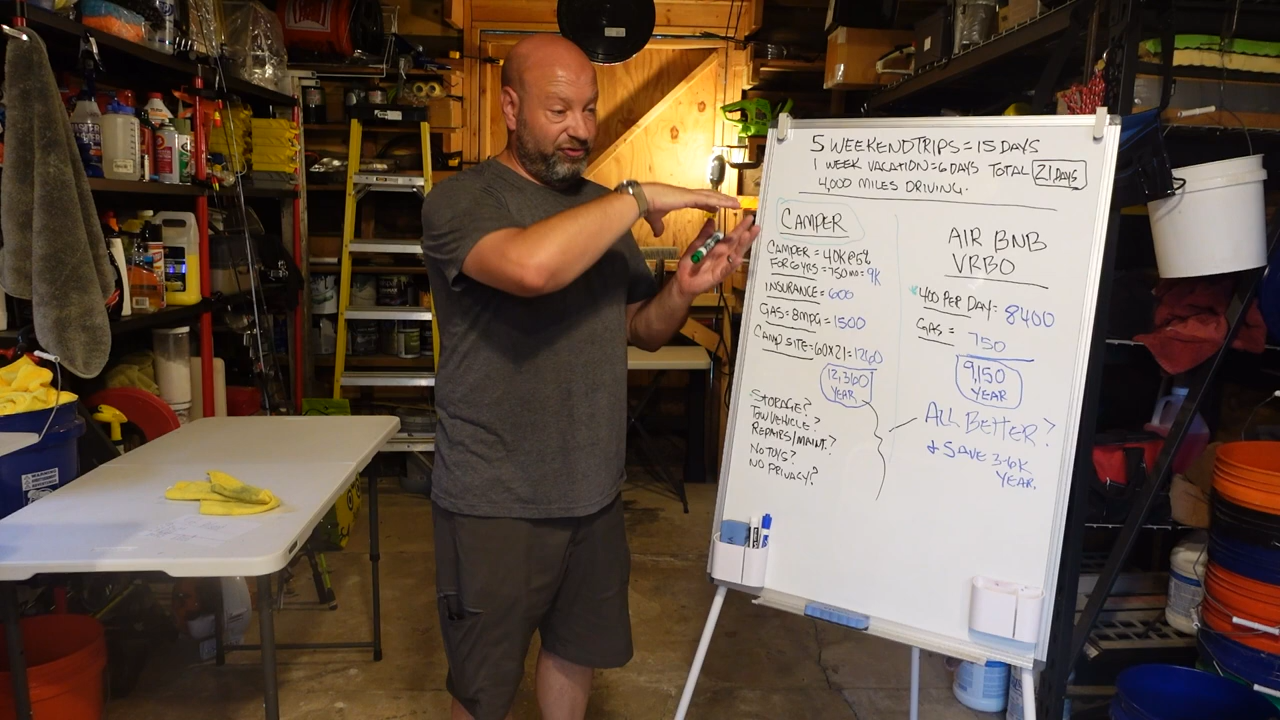 5 WEEKENDTRIPS = 15 DAYS
1 WEEK VACATION = 6 DAYS TOTAL 21 DAYS
4,000 MILES DRIVING.
CAMPER
CAMPER = 40K est
FOR 6 YRS = 750 mo = 9K
INSURANCE = 600
GAS = 8MPG = 1500
CAMP SITE = 60 X 21 = 1260
12,360
YEAR
STORAGE?
TOW VEHICLE?
REPAIRS/MAINT.?
NO TOYS?
NO PRIVACY?
AIR BNB
VRBO
400 PER DAY = 8400
GAS = 750
9,150
YEAR
ALL BETTER?
& SAVE 3-6K
YEAR.
WARNING